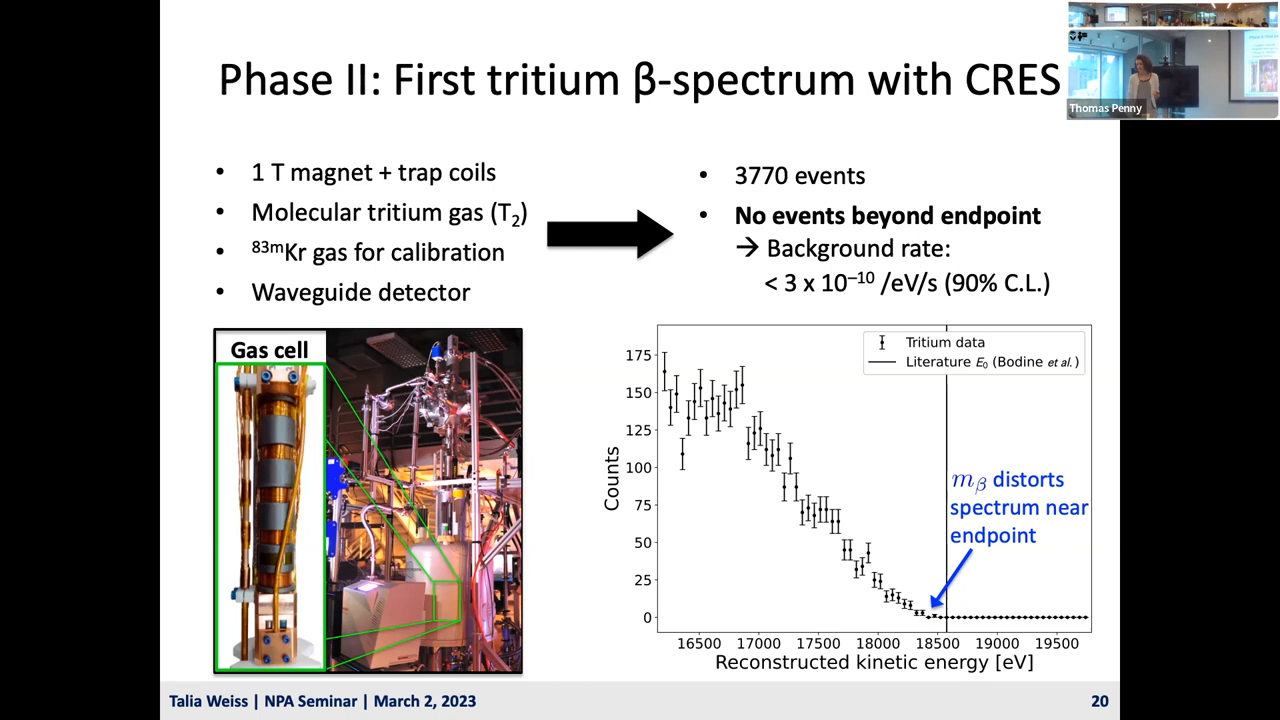 Phase II: First tritium β-spectrum with CRES
Thomas Penny
• 1 T magnet + trap coils
• Molecular tritium gas (T₂)
• ⁸³ᵐKr gas for calibration
• Waveguide detector
• 3770 events
• No events beyond endpoint
→ Background rate:
< 3 x 10⁻¹⁰ /eV/s (90% C.L.)
Gas cell
Tritium data
Literature E₀ (Bodine et al.)
175
150
125
100
75
50
25
0
Counts
m_β distorts
spectrum near
endpoint
16500 17000 17500 18000 18500 19000 19500
Reconstructed kinetic energy [eV]
Talia Weiss | NPA Seminar | March 2, 2023
20